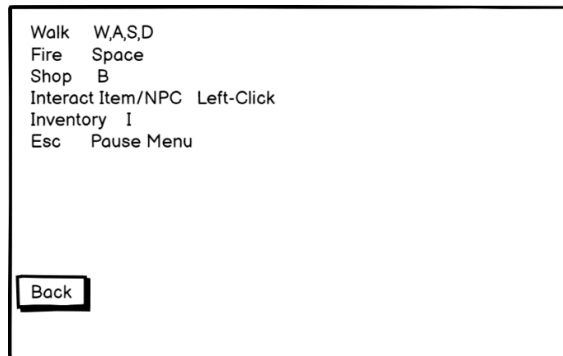 Walk W,A,S,D
Fire Space
Shop B
Interact Item/NPC Left-Click
Inventory I
Esc Pause Menu
Back